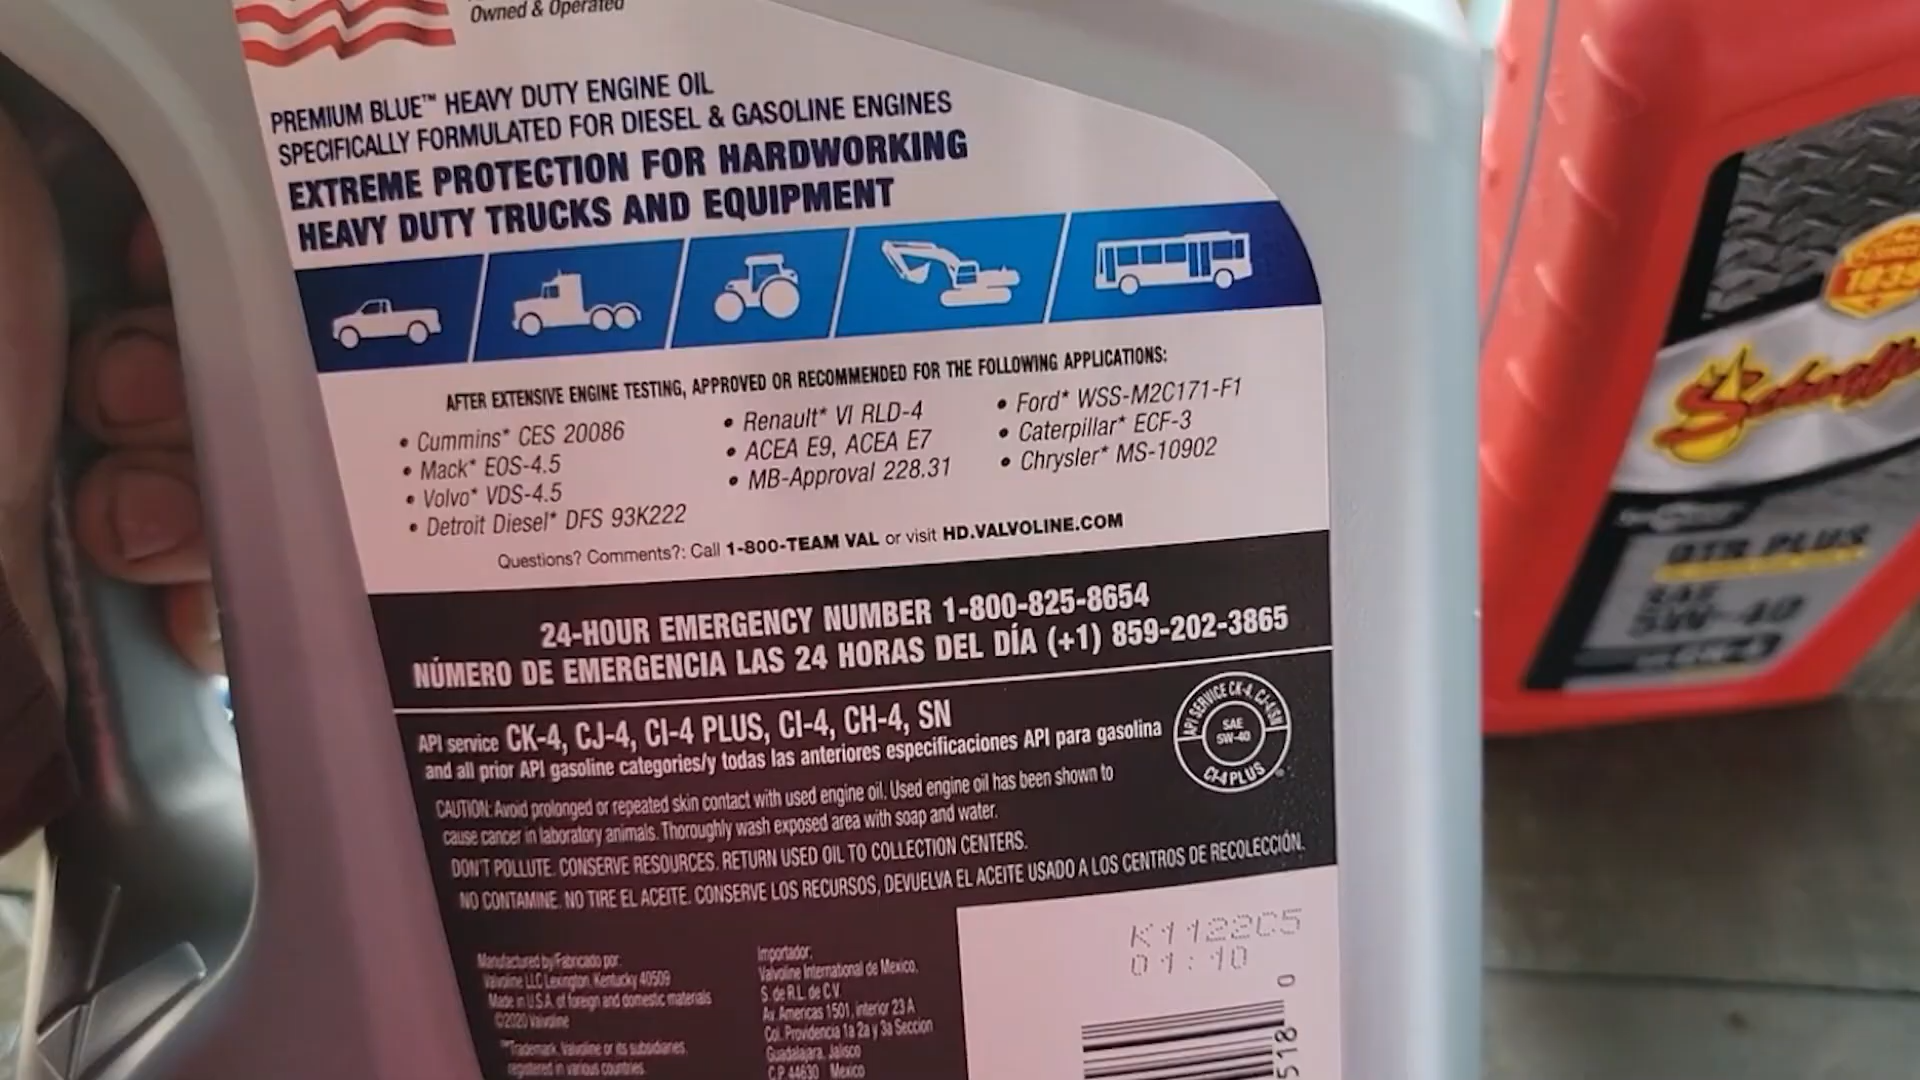 Owned & Operated
PREMIUM BLUE™ HEAVY DUTY ENGINE OIL
SPECIFICALLY FORMULATED FOR DIESEL & GASOLINE ENGINES
EXTREME PROTECTION FOR HARDWORKING
HEAVY DUTY TRUCKS AND EQUIPMENT
AFTER EXTENSIVE ENGINE TESTING, APPROVED OR RECOMMENDED FOR THE FOLLOWING APPLICATIONS:
• Cummins* CES 20086
• Mack* EOS-4.5
• Volvo* VDS-4.5
• Detroit Diesel* DFS 93K222
• Renault* VI RLD-4
• ACEA E9, ACEA E7
• MB-Approval 228.31
• Ford* WSS-M2C171-F1
• Caterpillar* ECF-3
• Chrysler* MS-10902
Questions? Comments?: Call 1-800-TEAM VAL or visit HD.VALVOLINE.COM
24-HOUR EMERGENCY NUMBER 1-800-825-8654
NÚMERO DE EMERGENCIA LAS 24 HORAS DEL DÍA (+1) 859-202-3865
API service CK-4, CJ-4, CI-4 PLUS, CI-4, CH-4, SN
and all prior API gasoline categories/y todas las anteriores especificaciones API para gasolina
API SERVICE CK-4, CJ-4/SN
SAE
5W-40
CI-4 PLUS
CAUTION: Avoid prolonged or repeated skin contact with used engine oil. Used engine oil has been shown to
cause cancer in laboratory animals. Thoroughly wash exposed area with soap and water.
DON'T POLLUTE. CONSERVE RESOURCES. RETURN USED OIL TO COLLECTION CENTERS.
NO CONTAMINE. NO TIRE EL ACEITE. CONSERVE LOS RECURSOS, DEVUELVA EL ACEITE USADO A LOS CENTROS DE RECOLECCIÓN.
Manufactured by/Fabricado por:
Valvoline LLC Lexington, Kentucky 40509
Made in U.S.A. of foreign and domestic materials
©2020 Valvoline
™Trademark, Valvoline or its subsidiaries,
registered in various countries
Importador:
Valvoline International de Mexico,
S. de R.L. de C.V.
Av. Americas 1501, interior 23 A
Col. Providencia 1a 2a y 3a Seccion
Guadalajara, Jalisco
C.P. 44630 Mexico
K1122C5
01:10
518 0
1839
SAE
5W-40